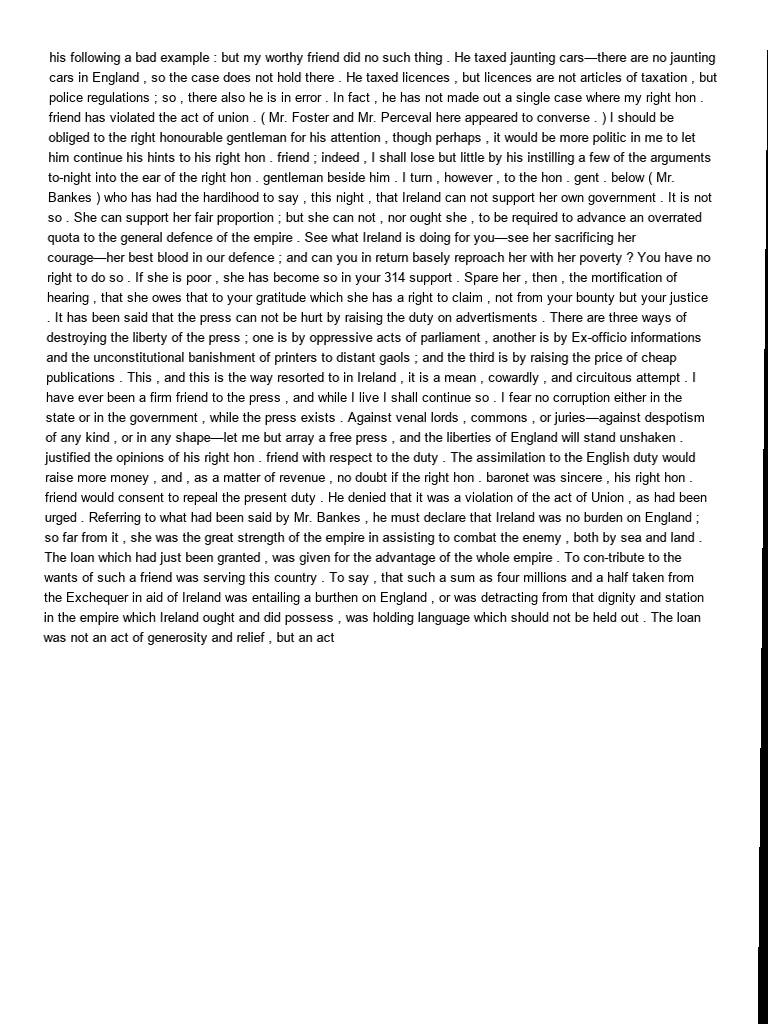 his following a bad example : but my worthy friend did no such thing . He taxed jaunting cars—there are no jaunting
cars in England , so the case does not hold there . He taxed licences , but licences are not articles of taxation , but
police regulations ; so , there also he is in error . In fact , he has not made out a single case where my right hon .
friend has violated the act of union . ( Mr. Foster and Mr. Perceval here appeared to converse . ) I should be
obliged to the right honourable gentleman for his attention , though perhaps , it would be more politic in me to let
him continue his hints to his right hon . friend ; indeed , I shall lose but little by his instilling a few of the arguments
to-night into the ear of the right hon . gentleman beside him . I turn , however , to the hon . gent . below ( Mr.
Bankes ) who has had the hardihood to say , this night , that Ireland can not support her own government . It is not
so . She can support her fair proportion ; but she can not , nor ought she , to be required to advance an overrated
quota to the general defence of the empire . See what Ireland is doing for you—see her sacrificing her
courage—her best blood in our defence ; and can you in return basely reproach her with her poverty ? You have no
right to do so . If she is poor , she has become so in your 314 support . Spare her , then , the mortification of
hearing , that she owes that to your gratitude which she has a right to claim , not from your bounty but your justice
. It has been said that the press can not be hurt by raising the duty on advertisments . There are three ways of
destroying the liberty of the press ; one is by oppressive acts of parliament , another is by Ex-officio informations
and the unconstitutional banishment of printers to distant gaols ; and the third is by raising the price of cheap
publications . This , and this is the way resorted to in Ireland , it is a mean , cowardly , and circuitous attempt . I
have ever been a firm friend to the press , and while I live I shall continue so . I fear no corruption either in the
state or in the government , while the press exists . Against venal lords , commons , or juries—against despotism
of any kind , or in any shape—let me but array a free press , and the liberties of England will stand unshaken .
justified the opinions of his right hon . friend with respect to the duty . The assimilation to the English duty would
raise more money , and , as a matter of revenue , no doubt if the right hon . baronet was sincere , his right hon .
friend would consent to repeal the present duty . He denied that it was a violation of the act of Union , as had been
urged . Referring to what had been said by Mr. Bankes , he must declare that Ireland was no burden on England ;
so far from it , she was the great strength of the empire in assisting to combat the enemy , both by sea and land .
The loan which had just been granted , was given for the advantage of the whole empire . To con-tribute to the
wants of such a friend was serving this country . To say , that such a sum as four millions and a half taken from
the Exchequer in aid of Ireland was entailing a burthen on England , or was detracting from that dignity and station
in the empire which Ireland ought and did possess , was holding language which should not be held out . The loan
was not an act of generosity and relief , but an act